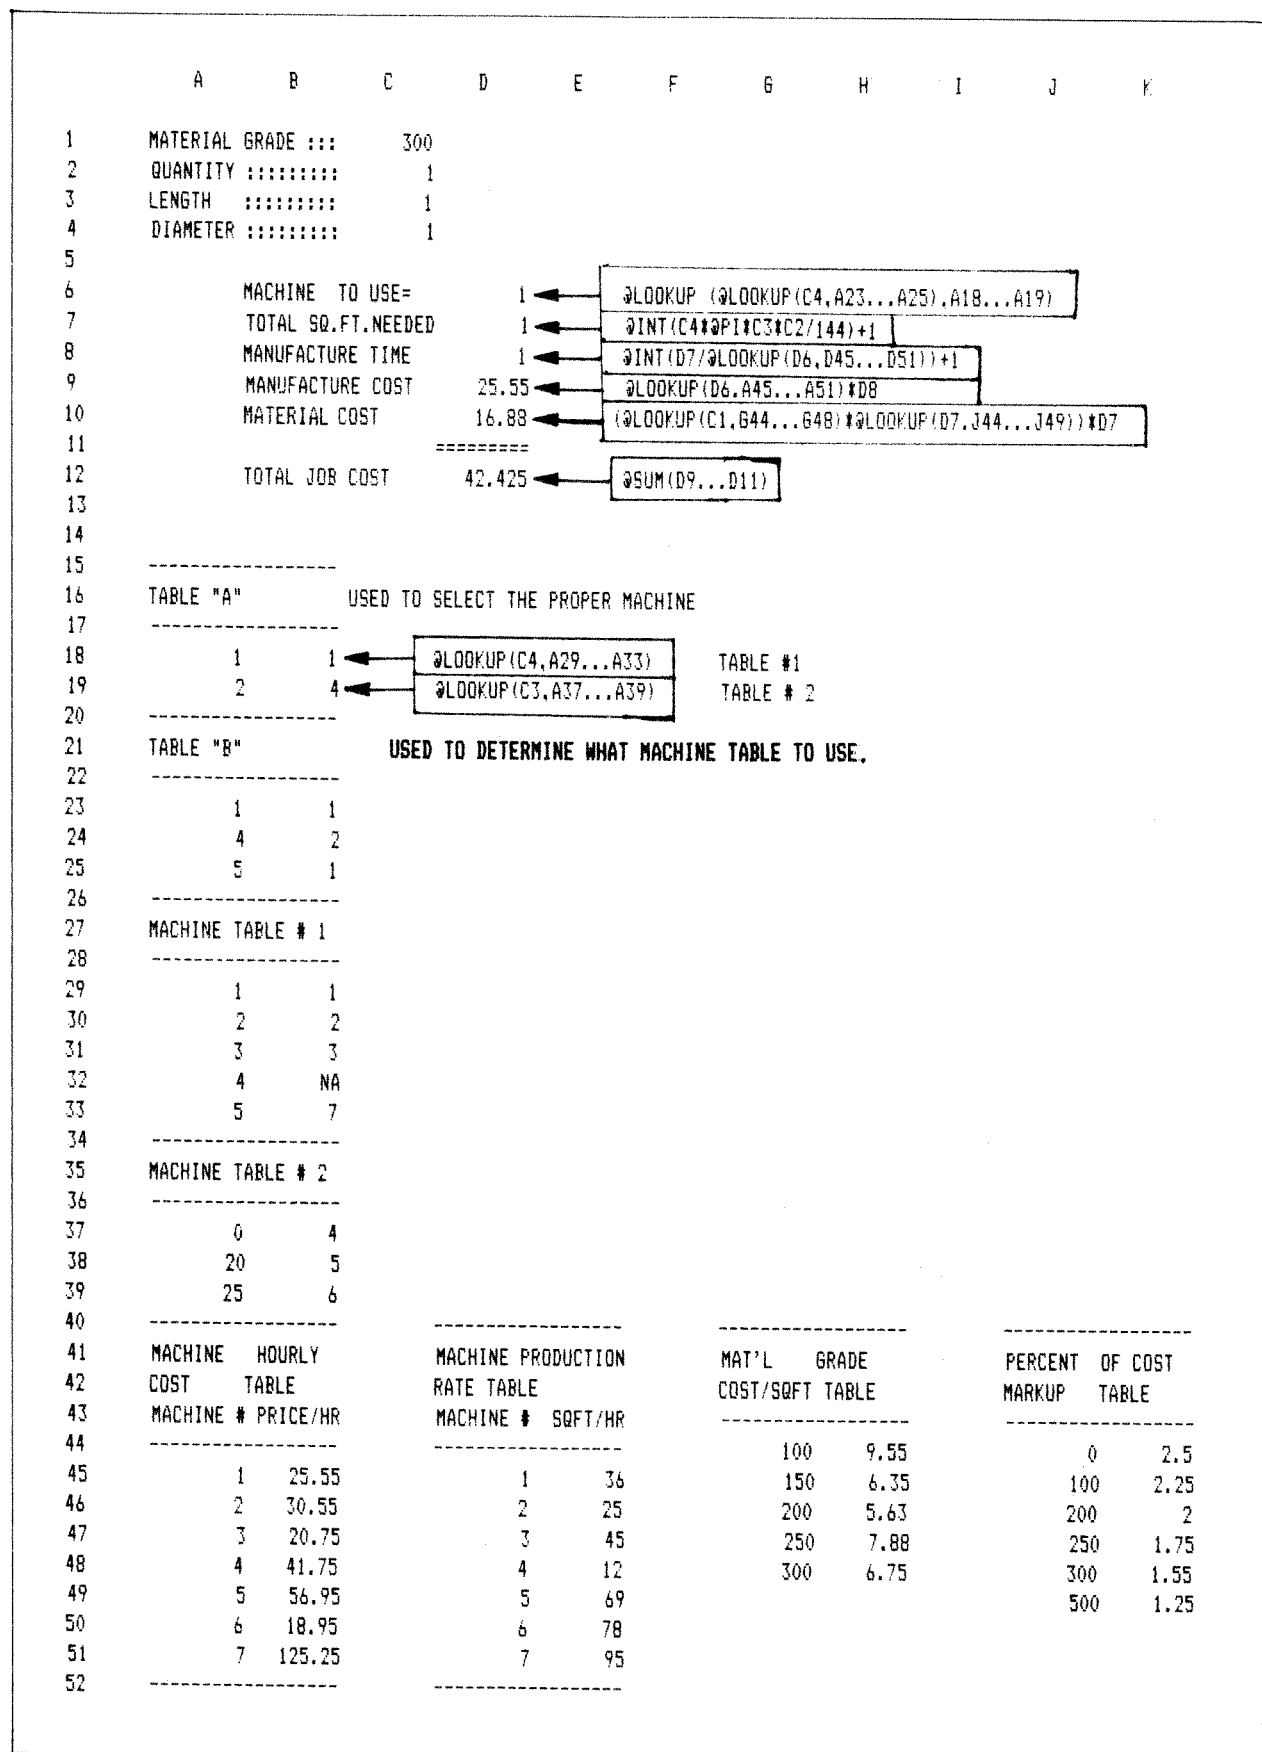 A B C D E F G H I J K
1 MATERIAL GRADE ::: 300
2 QUANTITY ::::::::: 1
3 LENGTH ::::::::: 1
4 DIAMETER ::::::::: 1
5
6 MACHINE TO USE= 1 @LOOKUP (@LOOKUP(C4,A23...A25),A18...A19)
7 TOTAL SQ.FT.NEEDED 1 @INT(C4*@PI*C3*C2/144)+1
8 MANUFACTURE TIME 1 @INT(D7/@LOOKUP(D6,D45...D51))+1
9 MANUFACTURE COST 25.55 @LOOKUP(D6,A45...A51)*D8
10 MATERIAL COST 16.88 (@LOOKUP(C1,G44...G48)*@LOOKUP(D7,J44...J49))*D7
11 =========
12 TOTAL JOB COST 42.425 @SUM(D9...D11)
13
14
15 ------------------
16 TABLE "A" USED TO SELECT THE PROPER MACHINE
17 ------------------
18 1 1 @LOOKUP(C4,A29...A33) TABLE #1
19 2 4 @LOOKUP(C3,A37...A39) TABLE # 2
20 ------------------
21 TABLE "B" USED TO DETERMINE WHAT MACHINE TABLE TO USE.
22 ------------------
23 1 1
24 4 2
25 5 1
26 ------------------
27 MACHINE TABLE # 1
28 ------------------
29 1 1
30 2 2
31 3 3
32 4 NA
33 5 7
34 ------------------
35 MACHINE TABLE # 2
36 ------------------
37 0 4
38 20 5
39 25 6
40 ------------------ ------------------ ------------------ ------------------
41 MACHINE HOURLY MACHINE PRODUCTION MAT'L GRADE PERCENT OF COST
42 COST TABLE RATE TABLE COST/SQFT TABLE MARKUP TABLE
43 MACHINE # PRICE/HR MACHINE # SQFT/HR ------------------ ------------------
44 ------------------ ------------------ 100 9.55 0 2.5
45 1 25.55 1 36 150 6.35 100 2.25
46 2 30.55 2 25 200 5.63 200 2
47 3 20.75 3 45 250 7.88 250 1.75
48 4 41.75 4 12 300 6.75 300 1.55
49 5 56.95 5 69 500 1.25
50 6 18.95 6 78
51 7 125.25 7 95
52 ------------------ ------------------